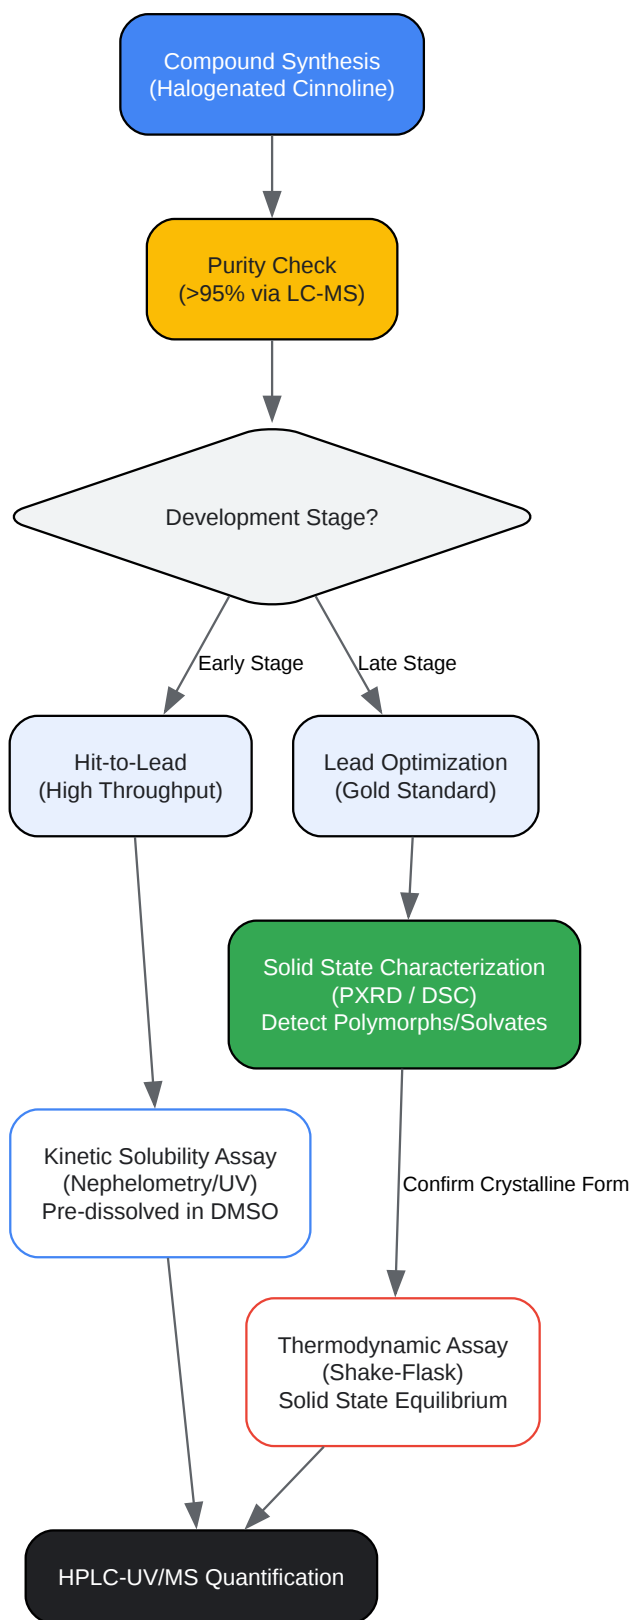 Compound Synthesis
(Halogenated Cinnoline)
Purity Check
(>95% via LC-MS)
Development Stage?
Early Stage
Late Stage
Hit-to-Lead
(High Throughput)
Lead Optimization
(Gold Standard)
Solid State Characterization
(PXRD / DSC)
Detect Polymorphs/Solvates
Kinetic Solubility Assay
(Nephelometry/UV)
Pre-dissolved in DMSO
Confirm Crystalline Form
Thermodynamic Assay
(Shake-Flask)
Solid State Equilibrium
HPLC-UV/MS Quantification